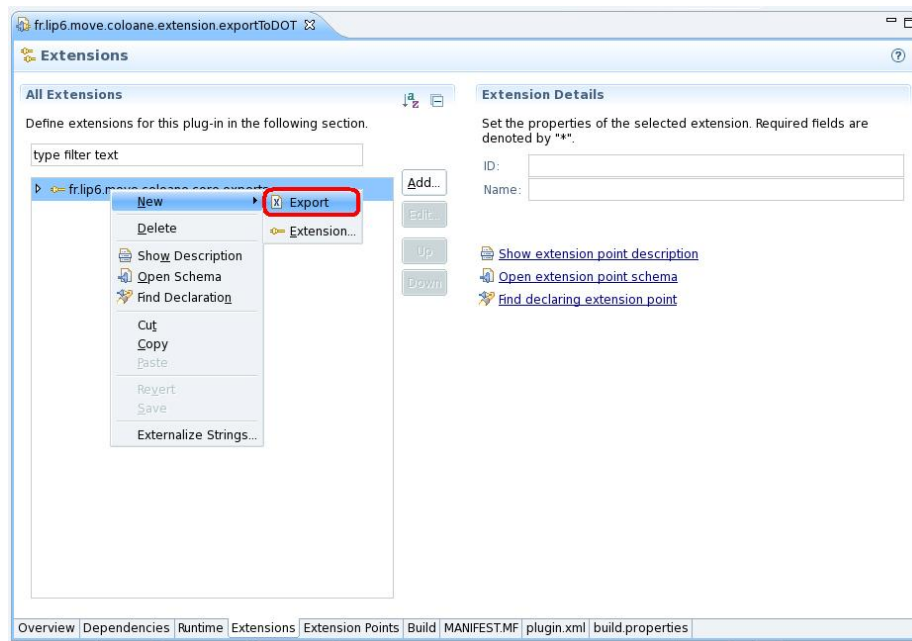 fr.lip6.move.coloane.extension.exportToDOT
Extensions
All Extensions
Define extensions for this plug-in in the following section.
type filter text
fr.lip6.move.coloane.core.exports
New
Delete
Show Description
Open Schema
Find Declaration
Cut
Copy
Paste
Revert
Save
Externalize Strings...
Export
Extension...
Add...
Edit...
Up
Down
Extension Details
Set the properties of the selected extension. Required fields are
denoted by "*".
ID:
Name:
Show extension point description
Open extension point schema
Find declaring extension point
Overview Dependencies Runtime Extensions Extension Points Build MANIFEST.MF plugin.xml build.properties